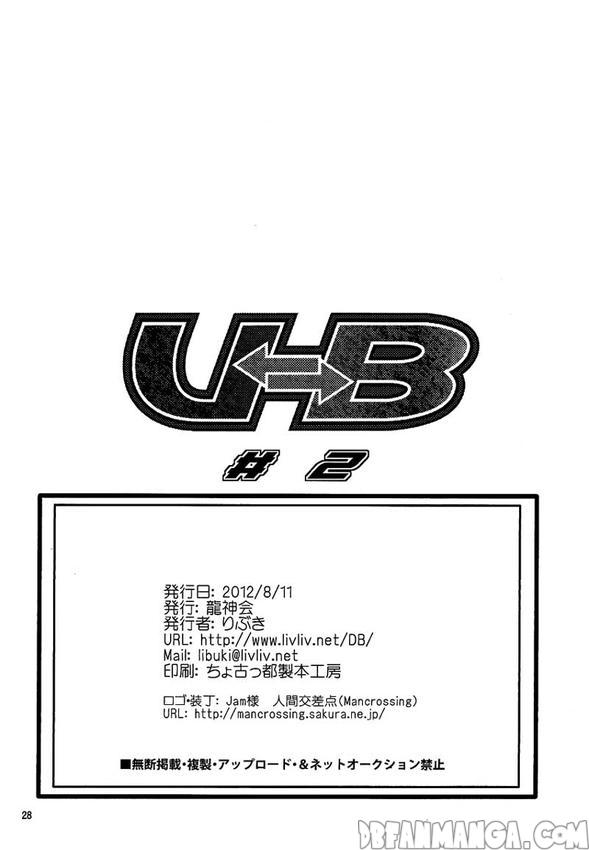 U↔B
# 2
発行日: 2012/8/11
発行: 龍神会
発行者: りぶき
URL: http://www.livliv.net/DB/
Mail: libuki@livliv.net
印刷: ちょ古っ都製本工房
ロゴ・装丁: Jam様　人間交差点(Mancrossing)
URL: http://mancrossing.sakura.ne.jp/
■無断掲載・複製・アップロード・&ネットオークション禁止
28
DBFANMANGA.COM